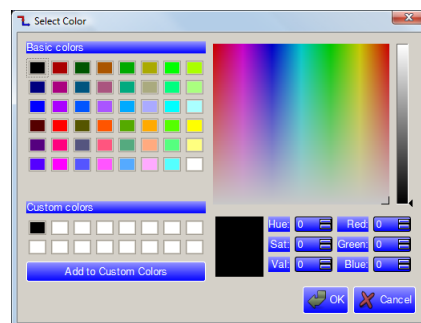 Select Color
Basic colors
Custom colors
Add to Custom Colors
Hue: 0 Red: 0
Sat: 0 Green: 0
Val: 0 Blue: 0
OK Cancel